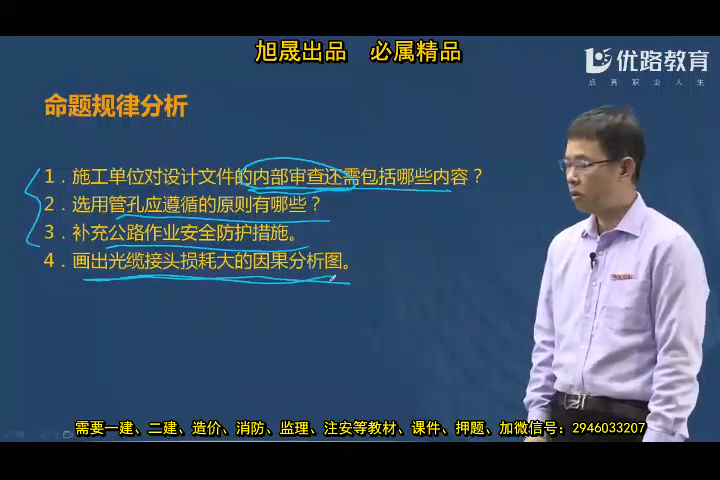 旭晟出品 必属精品
优路教育
点亮职业人生
命题规律分析
1．施工单位对设计文件的内部审查还需包括哪些内容？
2．选用管孔应遵循的原则有哪些？
3．补充公路作业安全防护措施。
4．画出光缆接头损耗大的因果分析图。
需要一建、二建、造价、消防、监理、注安等教材、课件、押题、加微信号：2946033207